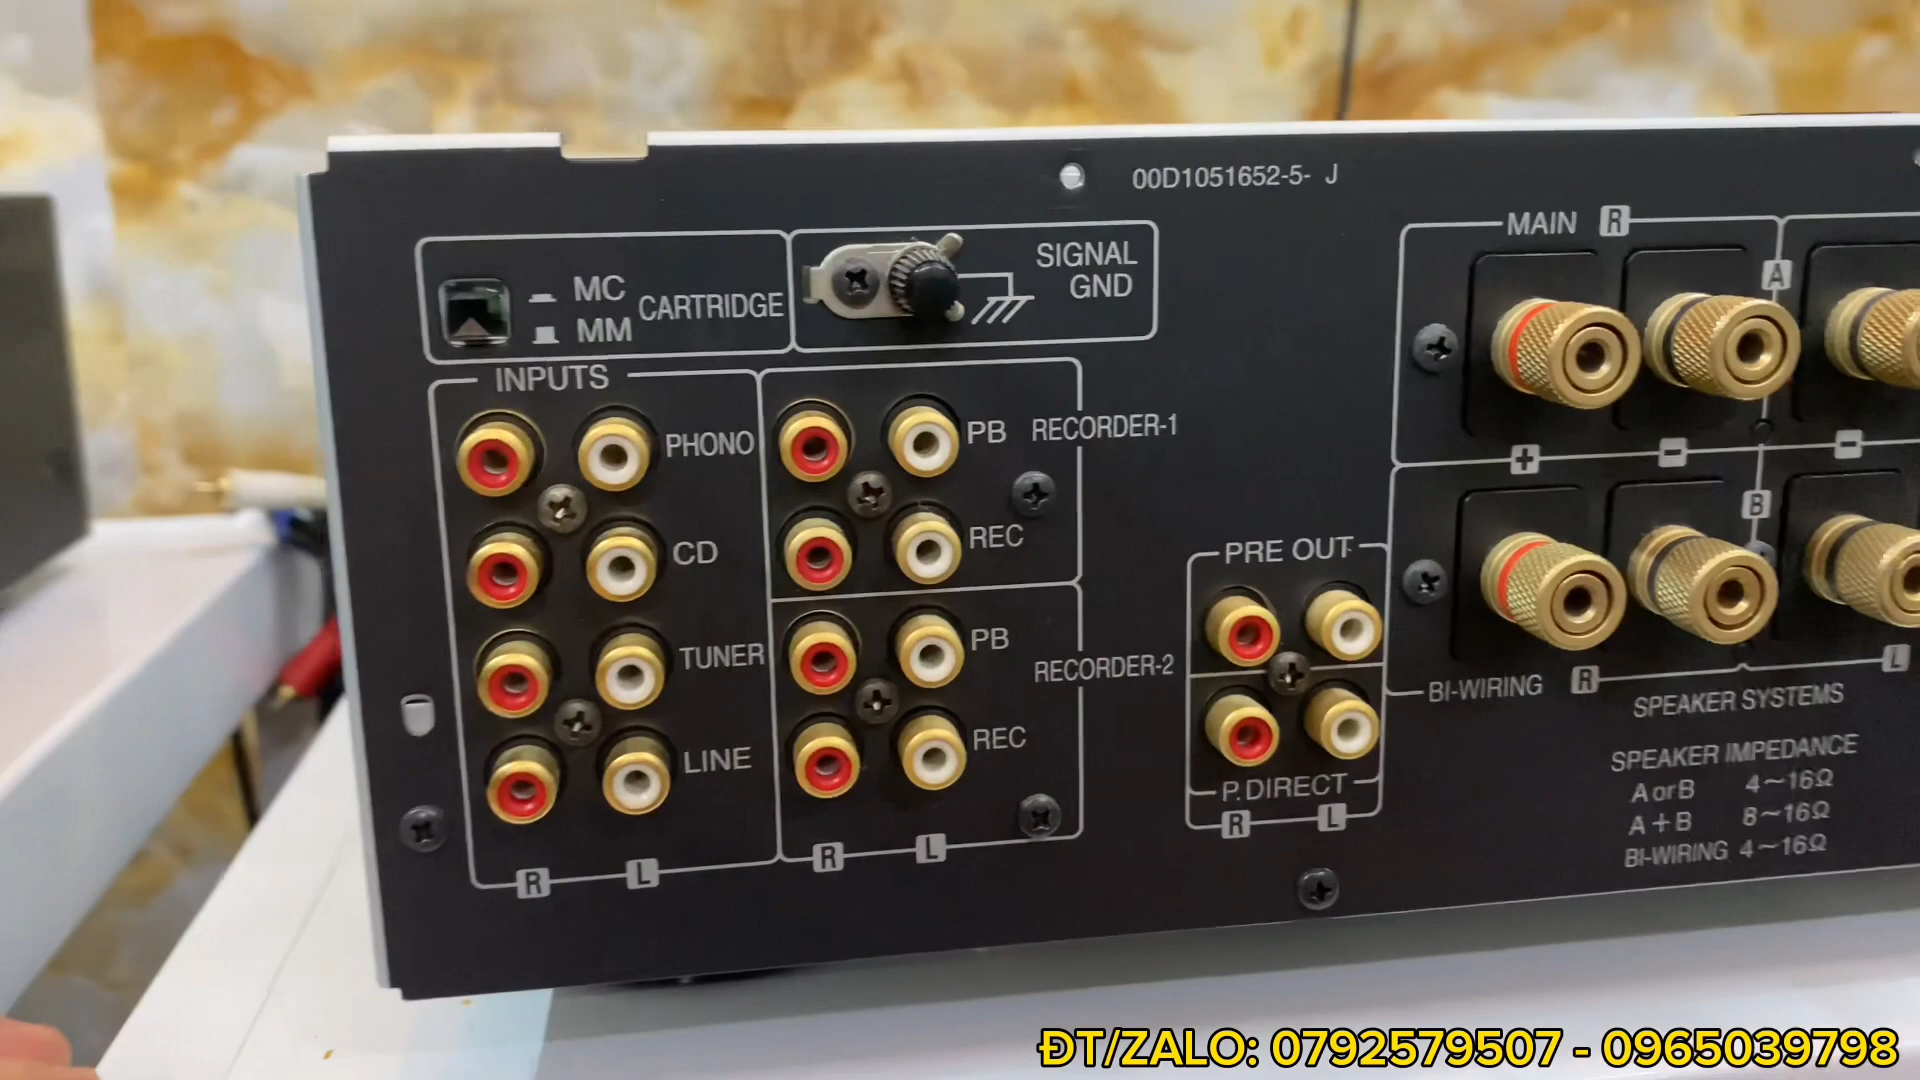 00D1051652-5- J
MC
MM
CARTRIDGE
SIGNAL
GND
INPUTS
PHONO
CD
TUNER
LINE
R L
PB
RECORDER-1
REC
PB
RECORDER-2
REC
R L
PRE OUT
P.DIRECT
R L
MAIN R
A
+ - -
B
BI-WIRING R L
SPEAKER SYSTEMS
SPEAKER IMPEDANCE
A or B 4~16Ω
A + B 8~16Ω
BI-WIRING 4~16Ω
ĐT/ZALO: 0792579507 - 0965039798